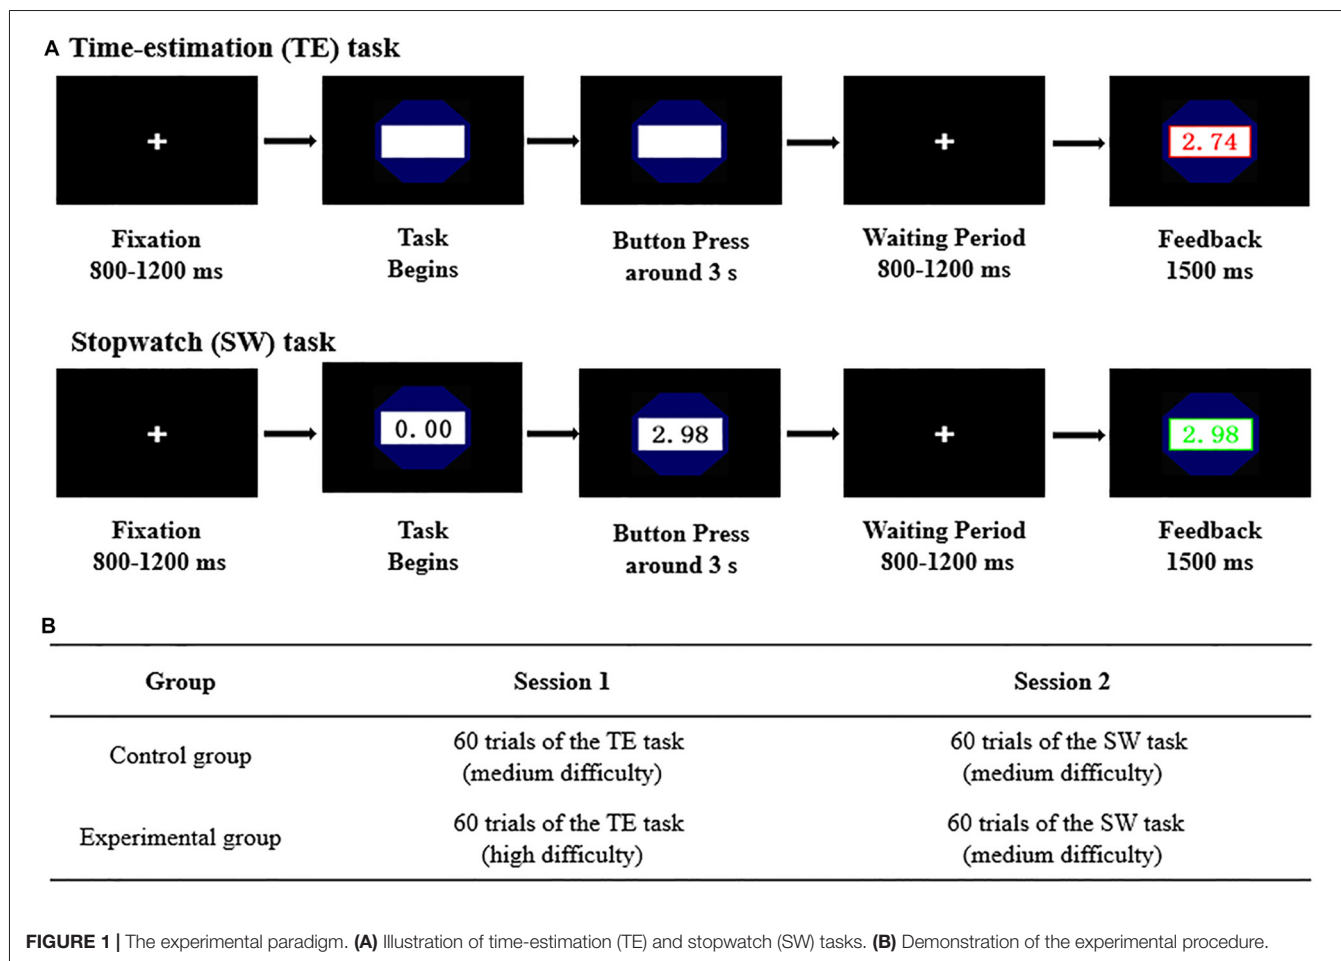 A Time-estimation (TE) task
2.74
Fixation
800-1200 ms
Task
Begins
Button Press
around 3 s
Waiting Period
800-1200 ms
Feedback
1500 ms
Stopwatch (SW) task
0.00
2.98
2.98
Fixation
800-1200 ms
Task
Begins
Button Press
around 3 s
Waiting Period
800-1200 ms
Feedback
1500 ms
B
Group Session 1 Session 2
Control group
60 trials of the TE task
(medium difficulty)
60 trials of the SW task
(medium difficulty)
Experimental group
60 trials of the TE task
(high difficulty)
60 trials of the SW task
(medium difficulty)
FIGURE 1 | The experimental paradigm. (A) Illustration of time-estimation (TE) and stopwatch (SW) tasks. (B) Demonstration of the experimental procedure.